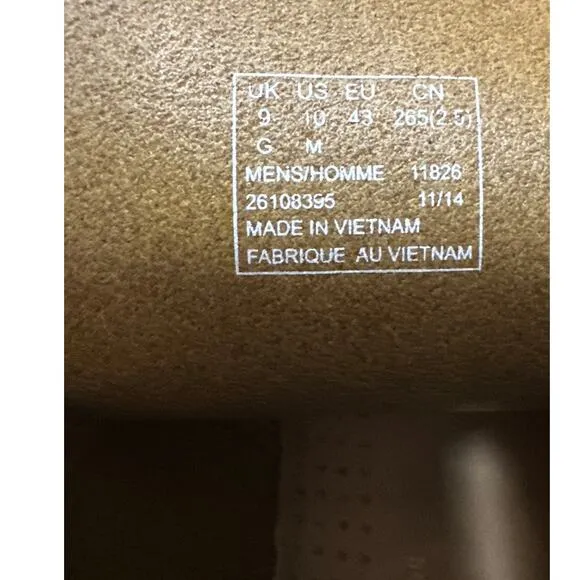 UK US EU CN
9 10 43 265(2.5)
G M
MENS/HOMME 11826
26108395 11/14
MADE IN VIETNAM
FABRIQUE AU VIETNAM